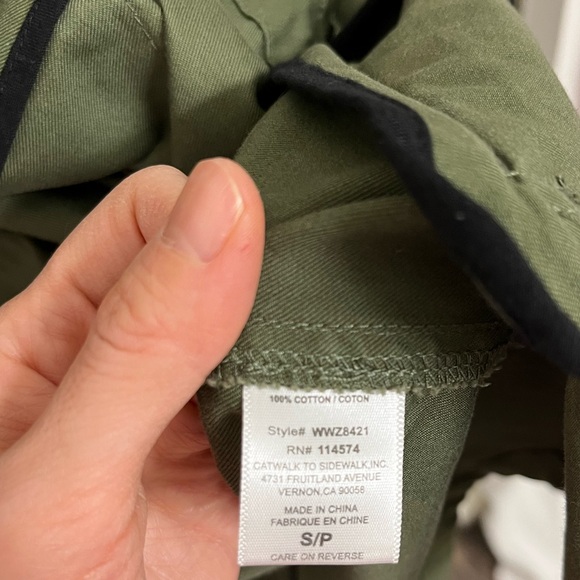 100% COTTON / COTON
Style# WWZ8421
RN# 114574
CATWALK TO SIDEWALK,INC.
4731 FRUITLAND AVENUE
VERNON,CA 90058
MADE IN CHINA
FABRIQUE EN CHINE
S/P
CARE ON REVERSE